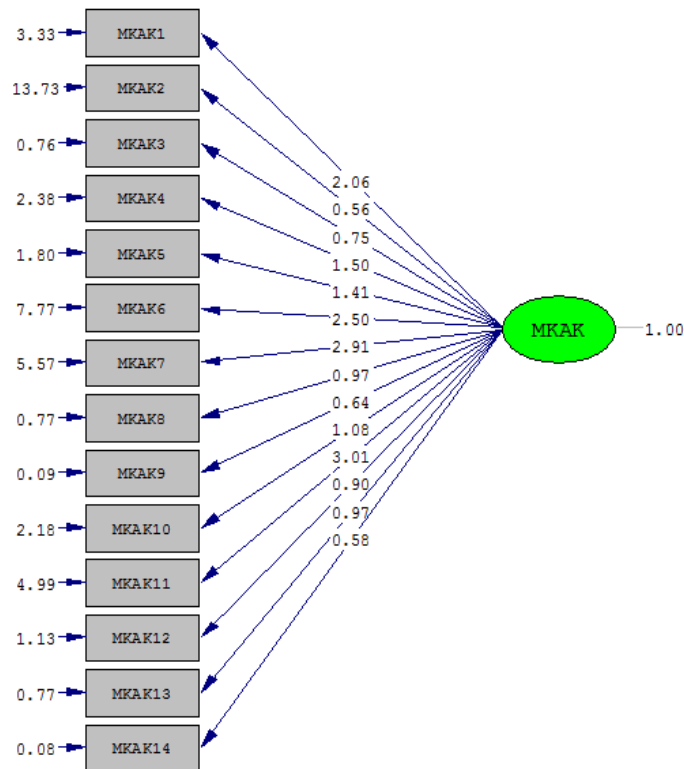 3.33 MKAK1
13.73 MKAK2
0.76 MKAK3
2.38 MKAK4
1.80 MKAK5
7.77 MKAK6
5.57 MKAK7
0.77 MKAK8
0.09 MKAK9
2.18 MKAK10
4.99 MKAK11
1.13 MKAK12
0.77 MKAK13
0.08 MKAK14
2.06
0.56
0.75
1.50
1.41
2.50
2.91
0.97
0.64
1.08
3.01
0.90
0.97
0.58
MKAK 1.00